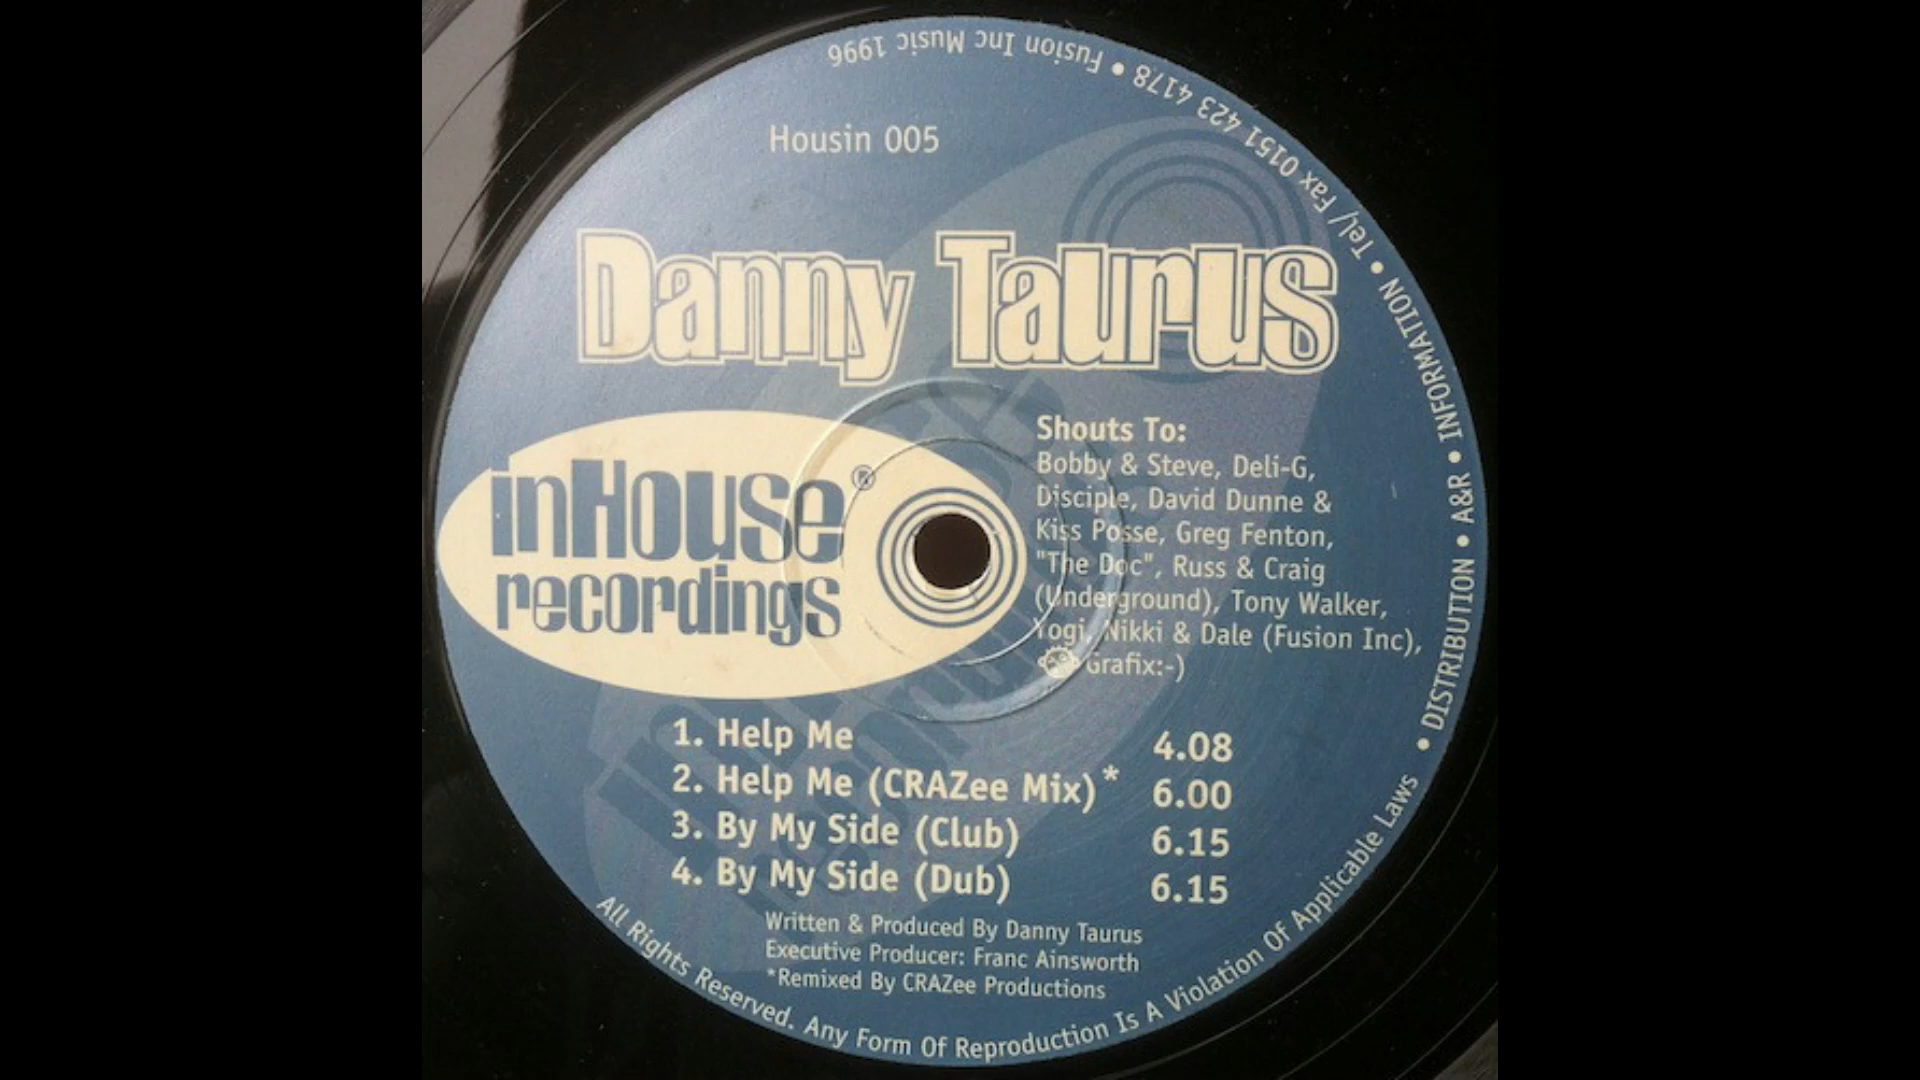 Housin 005
Danny Taurus
inHouse®
recordings
Shouts To:
Bobby & Steve, Deli-G,
Disciple, David Dunne &
Kiss Posse, Greg Fenton,
"The Doc", Russ & Craig
(Underground), Tony Walker,
Yogi, Nikki & Dale (Fusion Inc),
Grafix:-)
1. Help Me 4.08
2. Help Me (CRAZee Mix)* 6.00
3. By My Side (Club) 6.15
4. By My Side (Dub) 6.15
Written & Produced By Danny Taurus
Executive Producer: Franc Ainsworth
*Remixed By CRAZee Productions
All Rights Reserved. Any Form Of Reproduction Is A Violation Of Applicable Laws • DISTRIBUTION • A&R • INFORMATION • Tel/ Fax 0151 423 4178 • Fusion Inc Music 1996